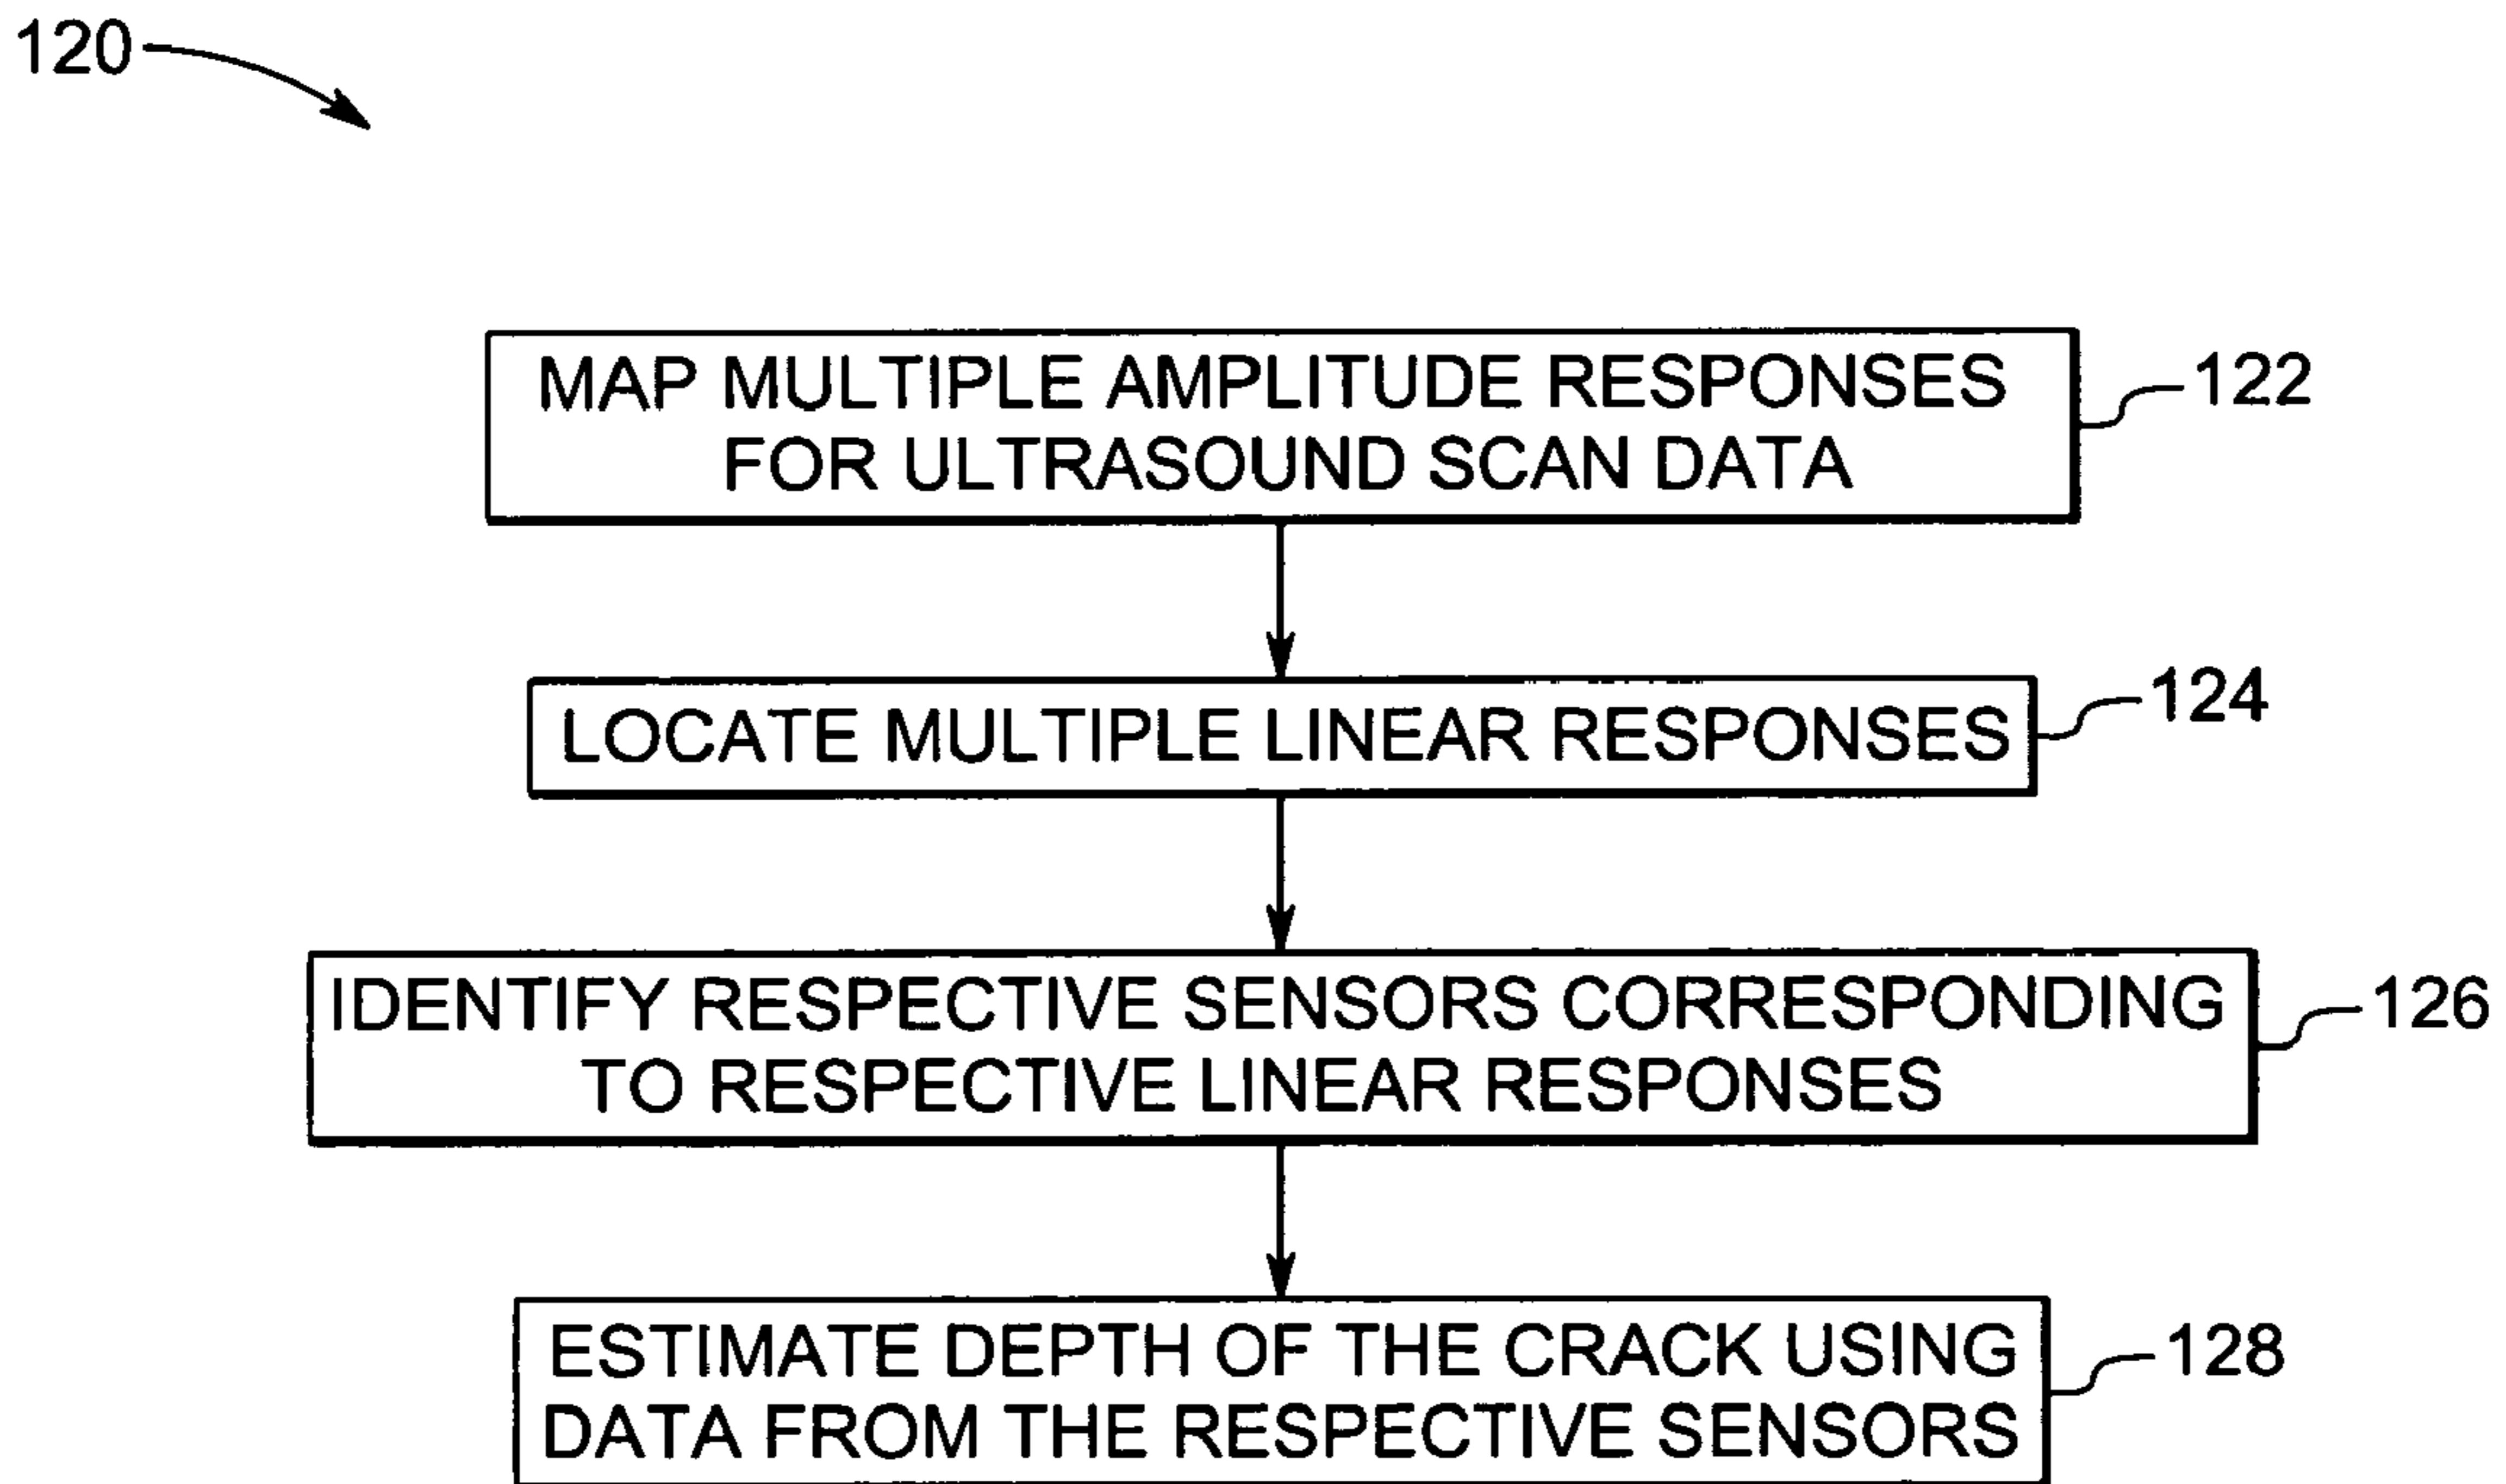 120
MAP MULTIPLE AMPLITUDE RESPONSES
FOR ULTRASOUND SCAN DATA
122
LOCATE MULTIPLE LINEAR RESPONSES
124
IDENTIFY RESPECTIVE SENSORS CORRESPONDING
TO RESPECTIVE LINEAR RESPONSES
126
ESTIMATE DEPTH OF THE CRACK USING
DATA FROM THE RESPECTIVE SENSORS
128